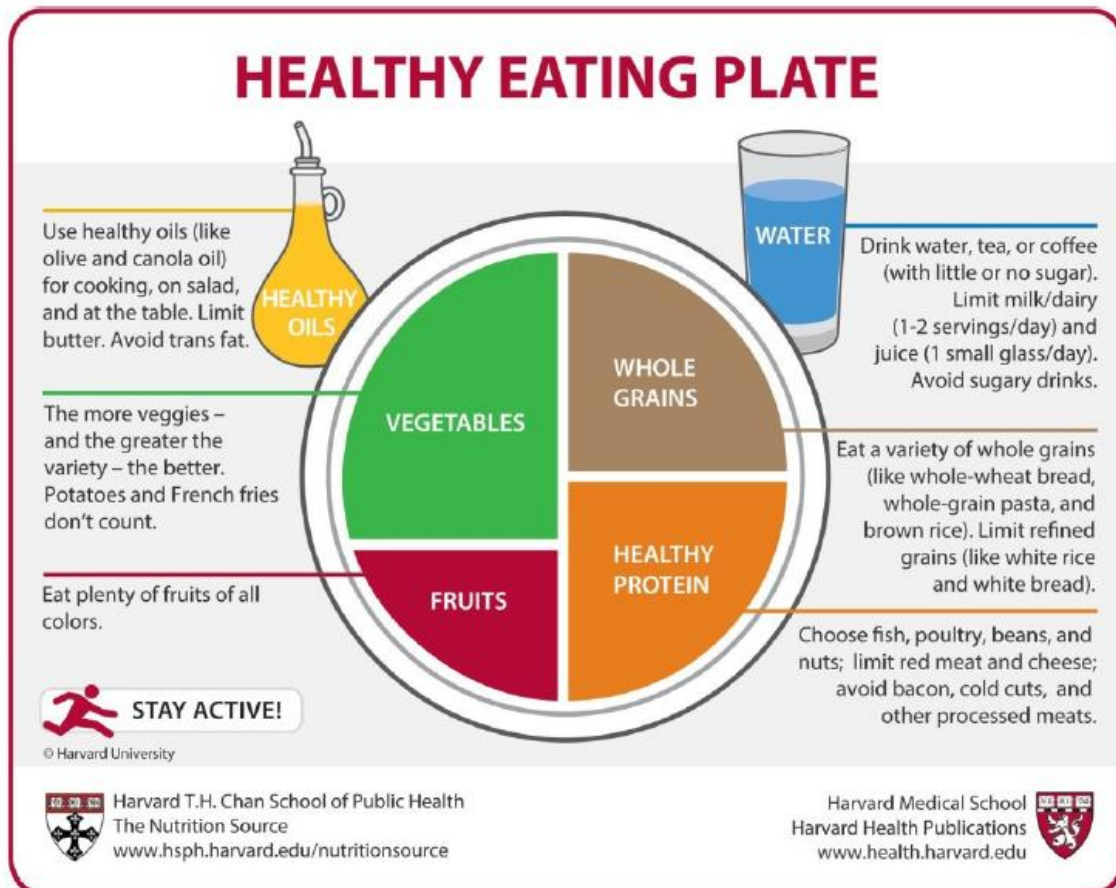 HEALTHY EATING PLATE
Use healthy oils (like
olive and canola oil)
for cooking, on salad,
and at the table. Limit
butter. Avoid trans fat.
HEALTHY
OILS
The more veggies –
and the greater the
variety – the better.
Potatoes and French fries
don't count.
Eat plenty of fruits of all
colors.
VEGETABLES
FRUITS
WHOLE
GRAINS
HEALTHY
PROTEIN
WATER
Drink water, tea, or coffee
(with little or no sugar).
Limit milk/dairy
(1-2 servings/day) and
juice (1 small glass/day).
Avoid sugary drinks.
Eat a variety of whole grains
(like whole-wheat bread,
whole-grain pasta, and
brown rice). Limit refined
grains (like white rice
and white bread).
Choose fish, poultry, beans, and
nuts; limit red meat and cheese;
avoid bacon, cold cuts, and
other processed meats.
STAY ACTIVE!
© Harvard University
Harvard T.H. Chan School of Public Health
The Nutrition Source
www.hsph.harvard.edu/nutritionsource
Harvard Medical School
Harvard Health Publications
www.health.harvard.edu